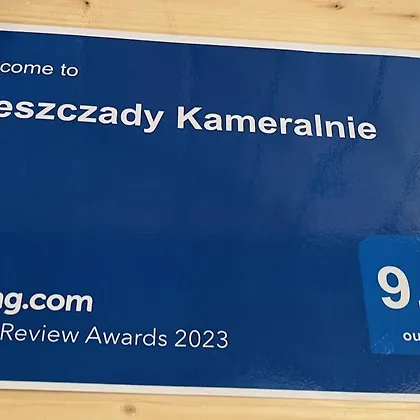 come to
eszczady Kameralnie
ng.com
Review Awards 2023
9.
ou